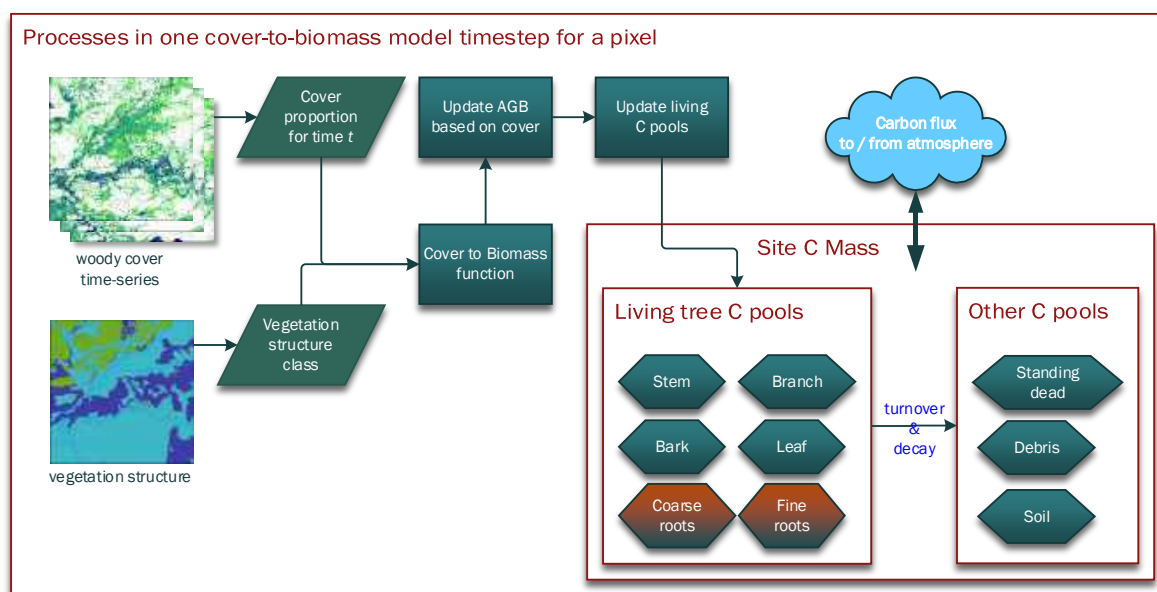 Processes in one cover-to-biomass model timestep for a pixel
Cover
proportion
for time t
Update AGB
based on cover
Update living
C pools
Carbon flux
to / from atmosphere
woody cover
time-series
Cover to Biomass
function
Site C Mass
Vegetation
structure
class
vegetation structure
Living tree C pools
Stem
Branch
Bark
Leaf
Coarse
roots
Fine
roots
turnover
&
decay
Other C pools
Standing
dead
Debris
Soil